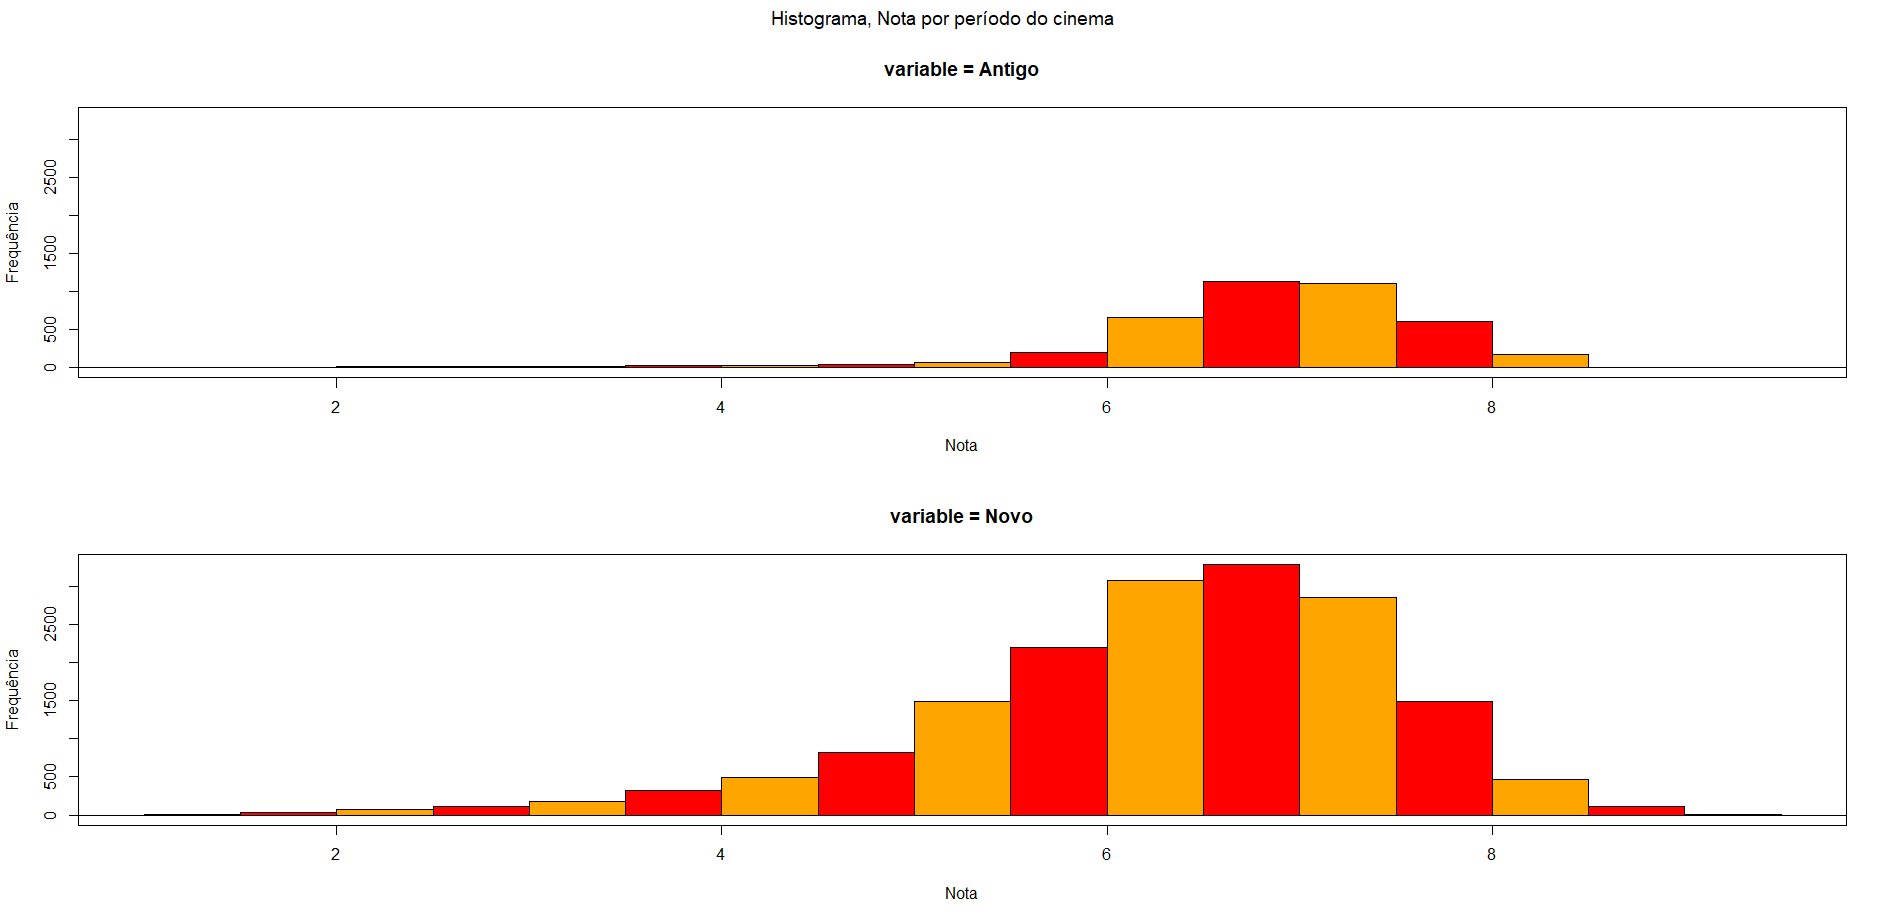 Histograma, Nota por período do cinema
variable = Antigo
Frequência
2500
1500
500
0
2 4 6 8
Nota
variable = Novo
Frequência
2500
1500
500
0
2 4 6 8
Nota